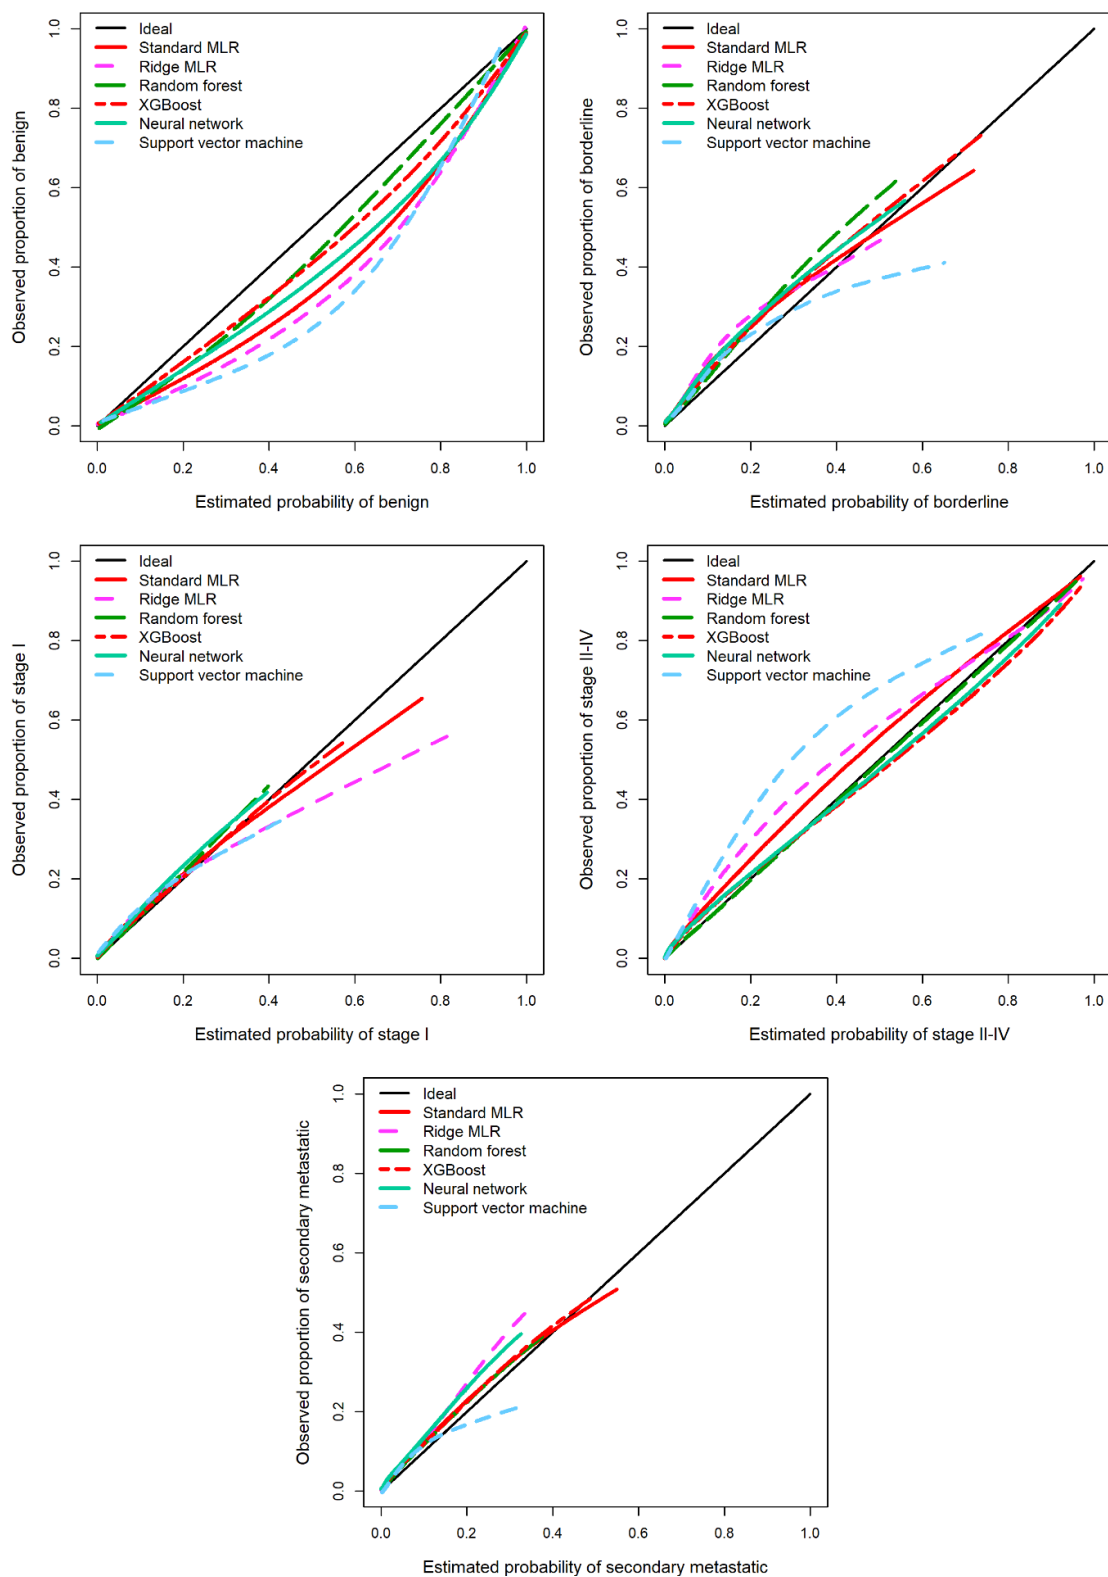 Observed proportion of benign
1.0
0.8
0.6
0.4
0.2
0.0
Ideal
Standard MLR
Ridge MLR
Random forest
XGBoost
Neural network
Support vector machine
0.0 0.2 0.4 0.6 0.8 1.0
Estimated probability of benign
Observed proportion of borderline
1.0
0.8
0.6
0.4
0.2
0.0
Ideal
Standard MLR
Ridge MLR
Random forest
XGBoost
Neural network
Support vector machine
0.0 0.2 0.4 0.6 0.8 1.0
Estimated probability of borderline
Observed proportion of stage I
1.0
0.8
0.6
0.4
0.2
0.0
Ideal
Standard MLR
Ridge MLR
Random forest
XGBoost
Neural network
Support vector machine
0.0 0.2 0.4 0.6 0.8 1.0
Estimated probability of stage I
Observed proportion of stage II-IV
1.0
0.8
0.6
0.4
0.2
0.0
Ideal
Standard MLR
Ridge MLR
Random forest
XGBoost
Neural network
Support vector machine
0.0 0.2 0.4 0.6 0.8 1.0
Estimated probability of stage II-IV
Observed proportion of secondary metastatic
1.0
0.8
0.6
0.4
0.2
0.0
Ideal
Standard MLR
Ridge MLR
Random forest
XGBoost
Neural network
Support vector machine
0.0 0.2 0.4 0.6 0.8 1.0
Estimated probability of secondary metastatic